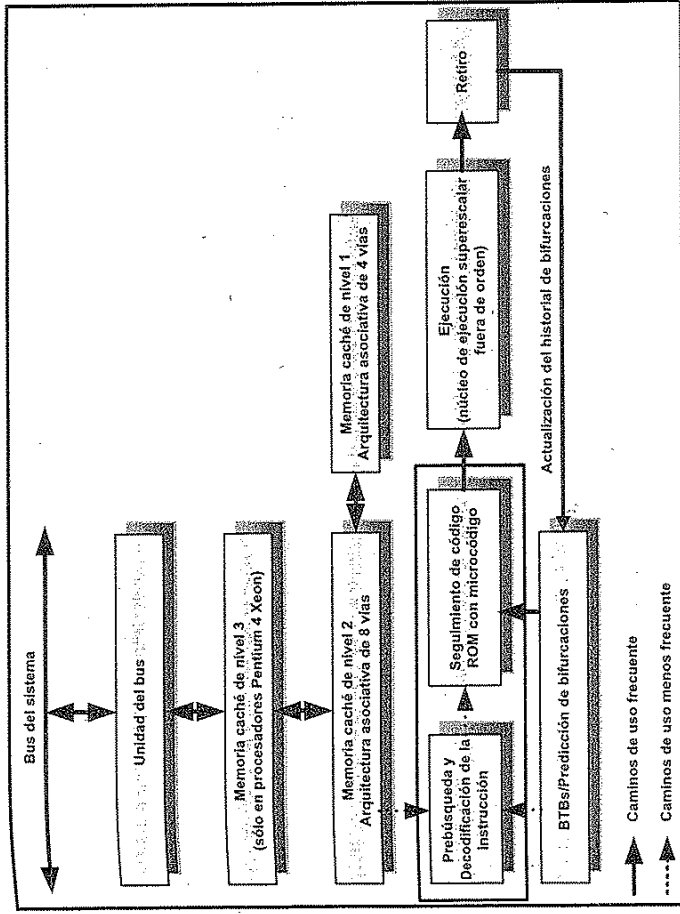 Bus del sistema
Unidad del bus
Memoria caché de nivel 3
(sólo en procesadores Pentium 4 Xeon)
Memoria caché de nivel 2
Arquitectura asociativa de 8 vías
Memoria caché de nivel 1
Arquitectura asociativa de 4 vías
Prebúsqueda y
Decodificación de la
Instrucción
Seguimiento de código
ROM con microcódigo
Ejecución
(núcleo de ejecución superescalar
fuera de orden)
Retiro
BTBs/Predicción de bifurcaciones
Actualización del historial de bifurcaciones
Caminos de uso frecuente
Caminos de uso menos frecuente